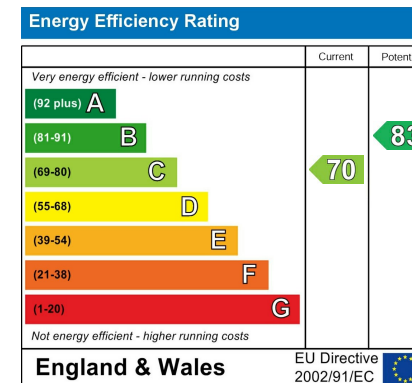 Energy Efficiency Rating
Current Potent
Very energy efficient - lower running costs
(92 plus) A
(81-91) B
83
(69-80) C
70
(55-68) D
(39-54) E
(21-38) F
(1-20) G
Not energy efficient - higher running costs
England & Wales
EU Directive
2002/91/EC